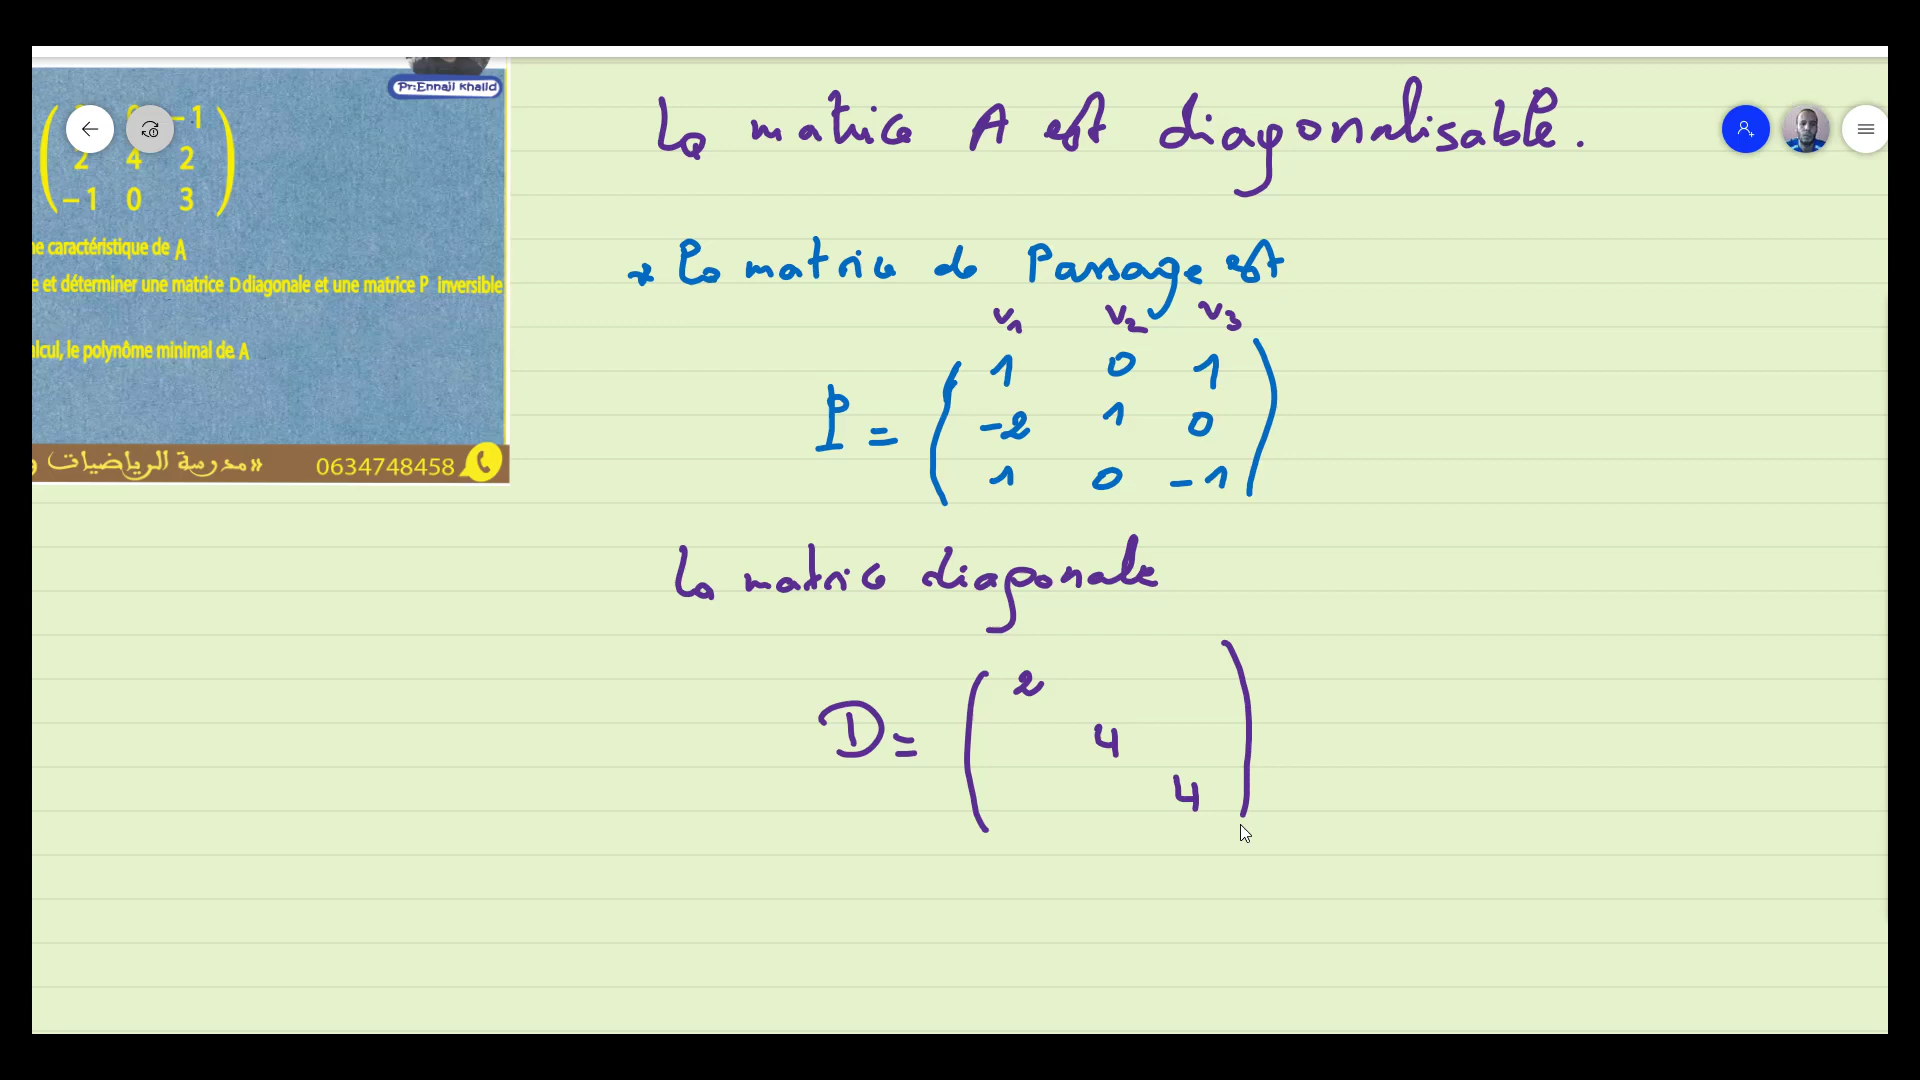 Pr:Ennaji khalid
-1
2 4 2
-1 0 3
caractéristique de A
et déterminer une matrice D diagonale et une matrice P inversible
le polynôme minimal de A
مدرسة الرياضيات
0634748458
La matrice A est diagonalisable.
* La matrice de Passage est
v1 v2 v3
P = ( 1 0 1
-2 1 0
1 0 -1 )
la matrice diagonale
D = ( 2
4
4 )